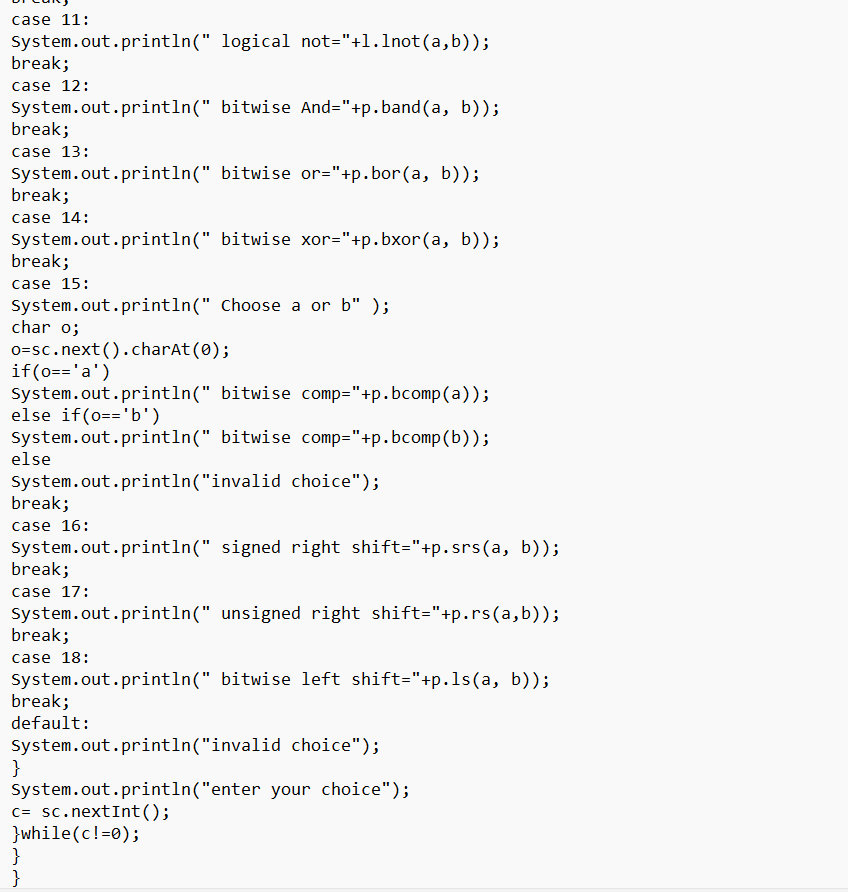 break;
case 11:
System.out.println(" logical not="+l.lnot(a,b));
break;
case 12:
System.out.println(" bitwise And="+p.band(a, b));
break;
case 13:
System.out.println(" bitwise or="+p.bor(a, b));
break;
case 14:
System.out.println(" bitwise xor="+p.bxor(a, b));
break;
case 15:
System.out.println(" Choose a or b" );
char o;
o=sc.next().charAt(0);
if(o=='a')
System.out.println(" bitwise comp="+p.bcomp(a));
else if(o=='b')
System.out.println(" bitwise comp="+p.bcomp(b));
else
System.out.println("invalid choice");
break;
case 16:
System.out.println(" signed right shift="+p.srs(a, b));
break;
case 17:
System.out.println(" unsigned right shift="+p.rs(a,b));
break;
case 18:
System.out.println(" bitwise left shift="+p.ls(a, b));
break;
default:
System.out.println("invalid choice");
}
System.out.println("enter your choice");
c= sc.nextInt();
}while(c!=0);
}
}